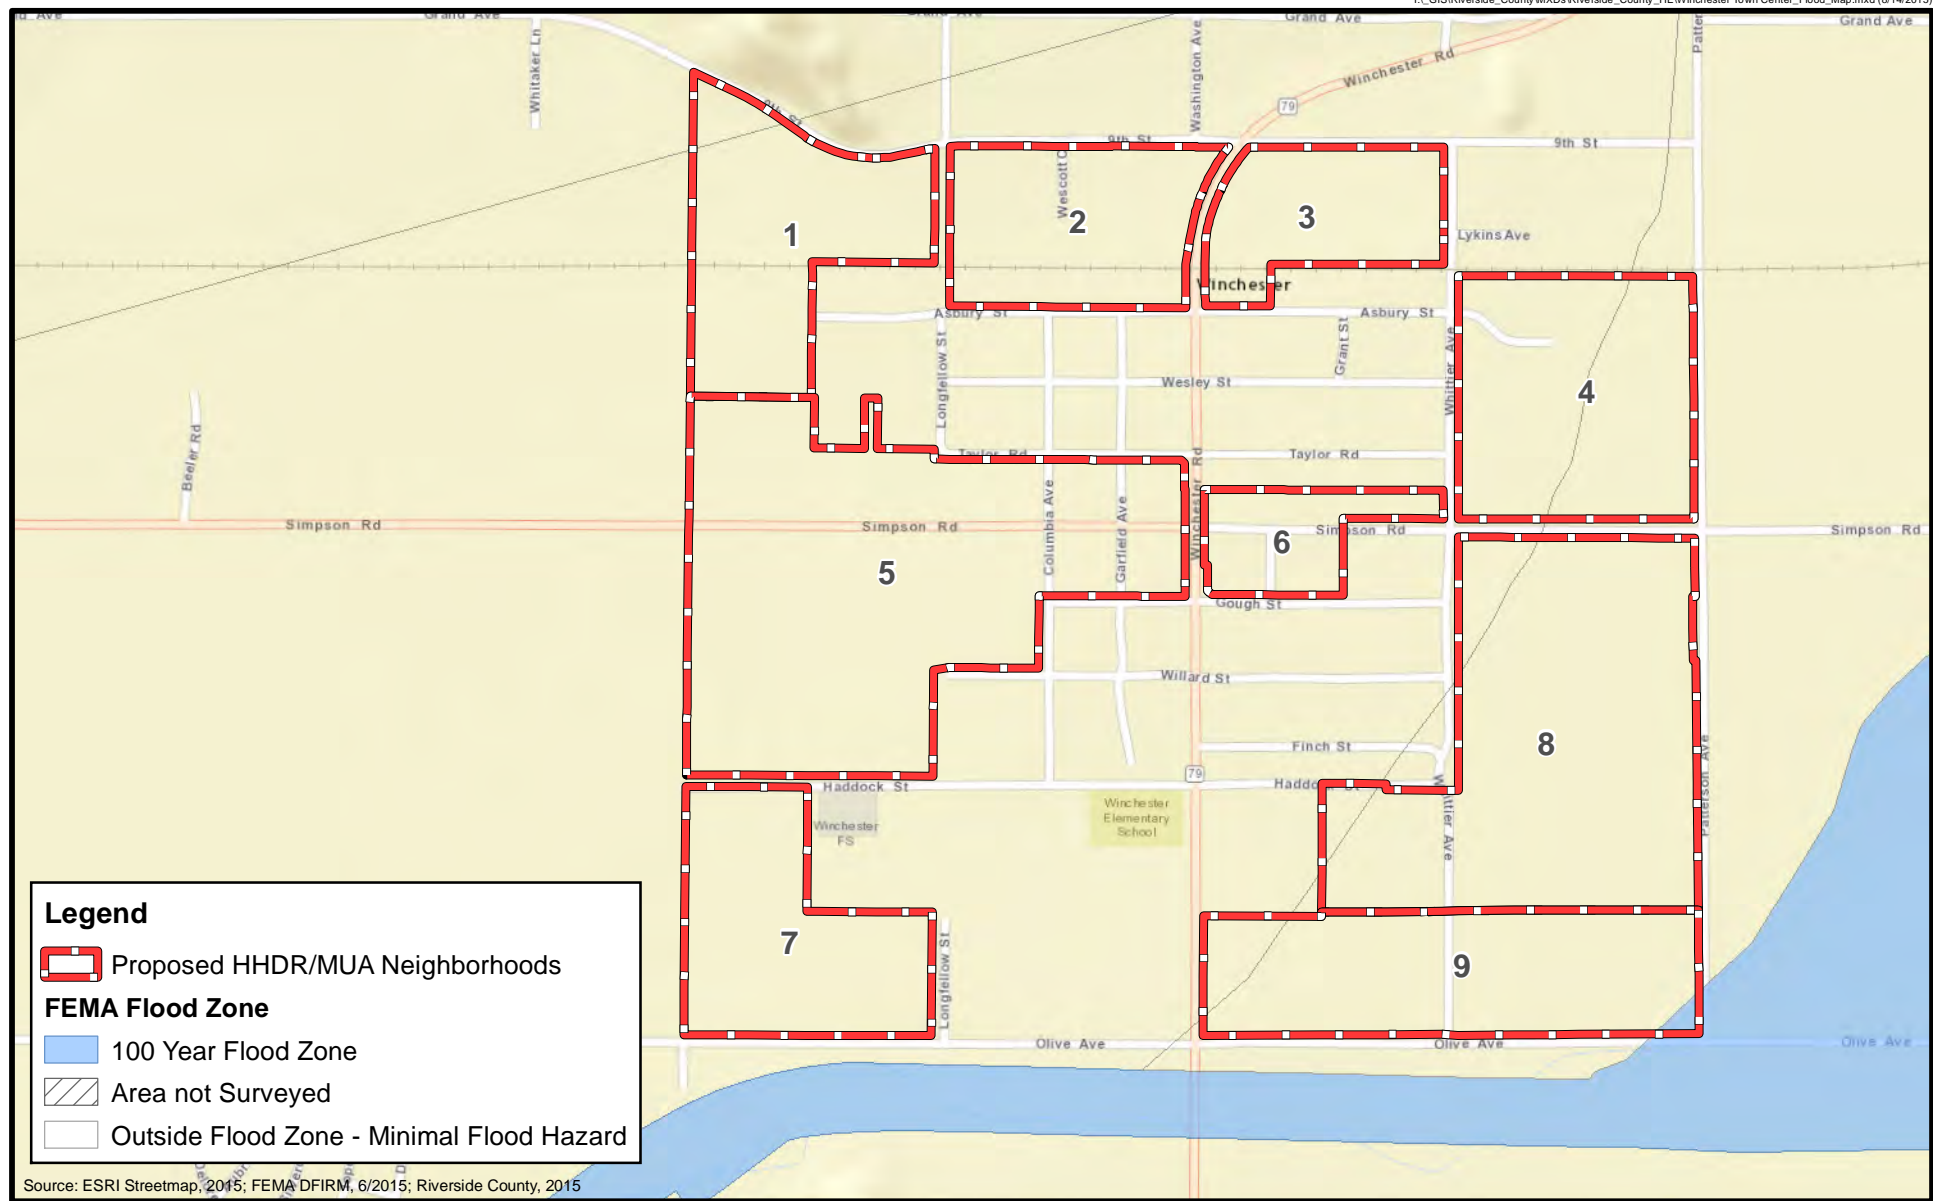 Grand Ave
Grand Ave
Grand Ave
Whitaker Ln
Washington Ave
Winchester Rd
79
9th St
9th St
9th St
Wescott
1
2
3
Lykins Ave
Winchester
Asbury St
Asbury St
Longfellow St
Grant St
Whittier Ave
Wesley St
4
Beeler Rd
Taylor Rd
Taylor Rd
Winchester Rd
Columbia Ave
Garfield Ave
Simpson Rd
Simpson Rd
Simpson Rd
Simpson Rd
5
6
Gough St
Willard St
8
Finch St
79
Haddock St
Haddock St
Whittier Ave
Patterson Ave
Winchester
FS
Winchester
Elementary
School
7
Longfellow St
9
Olive Ave
Olive Ave
Olive Ave
Legend
Proposed HHDR/MUA Neighborhoods
FEMA Flood Zone
100 Year Flood Zone
Area not Surveyed
Outside Flood Zone - Minimal Flood Hazard
Source: ESRI Streetmap, 2015; FEMA DFIRM, 6/2015; Riverside County, 2015